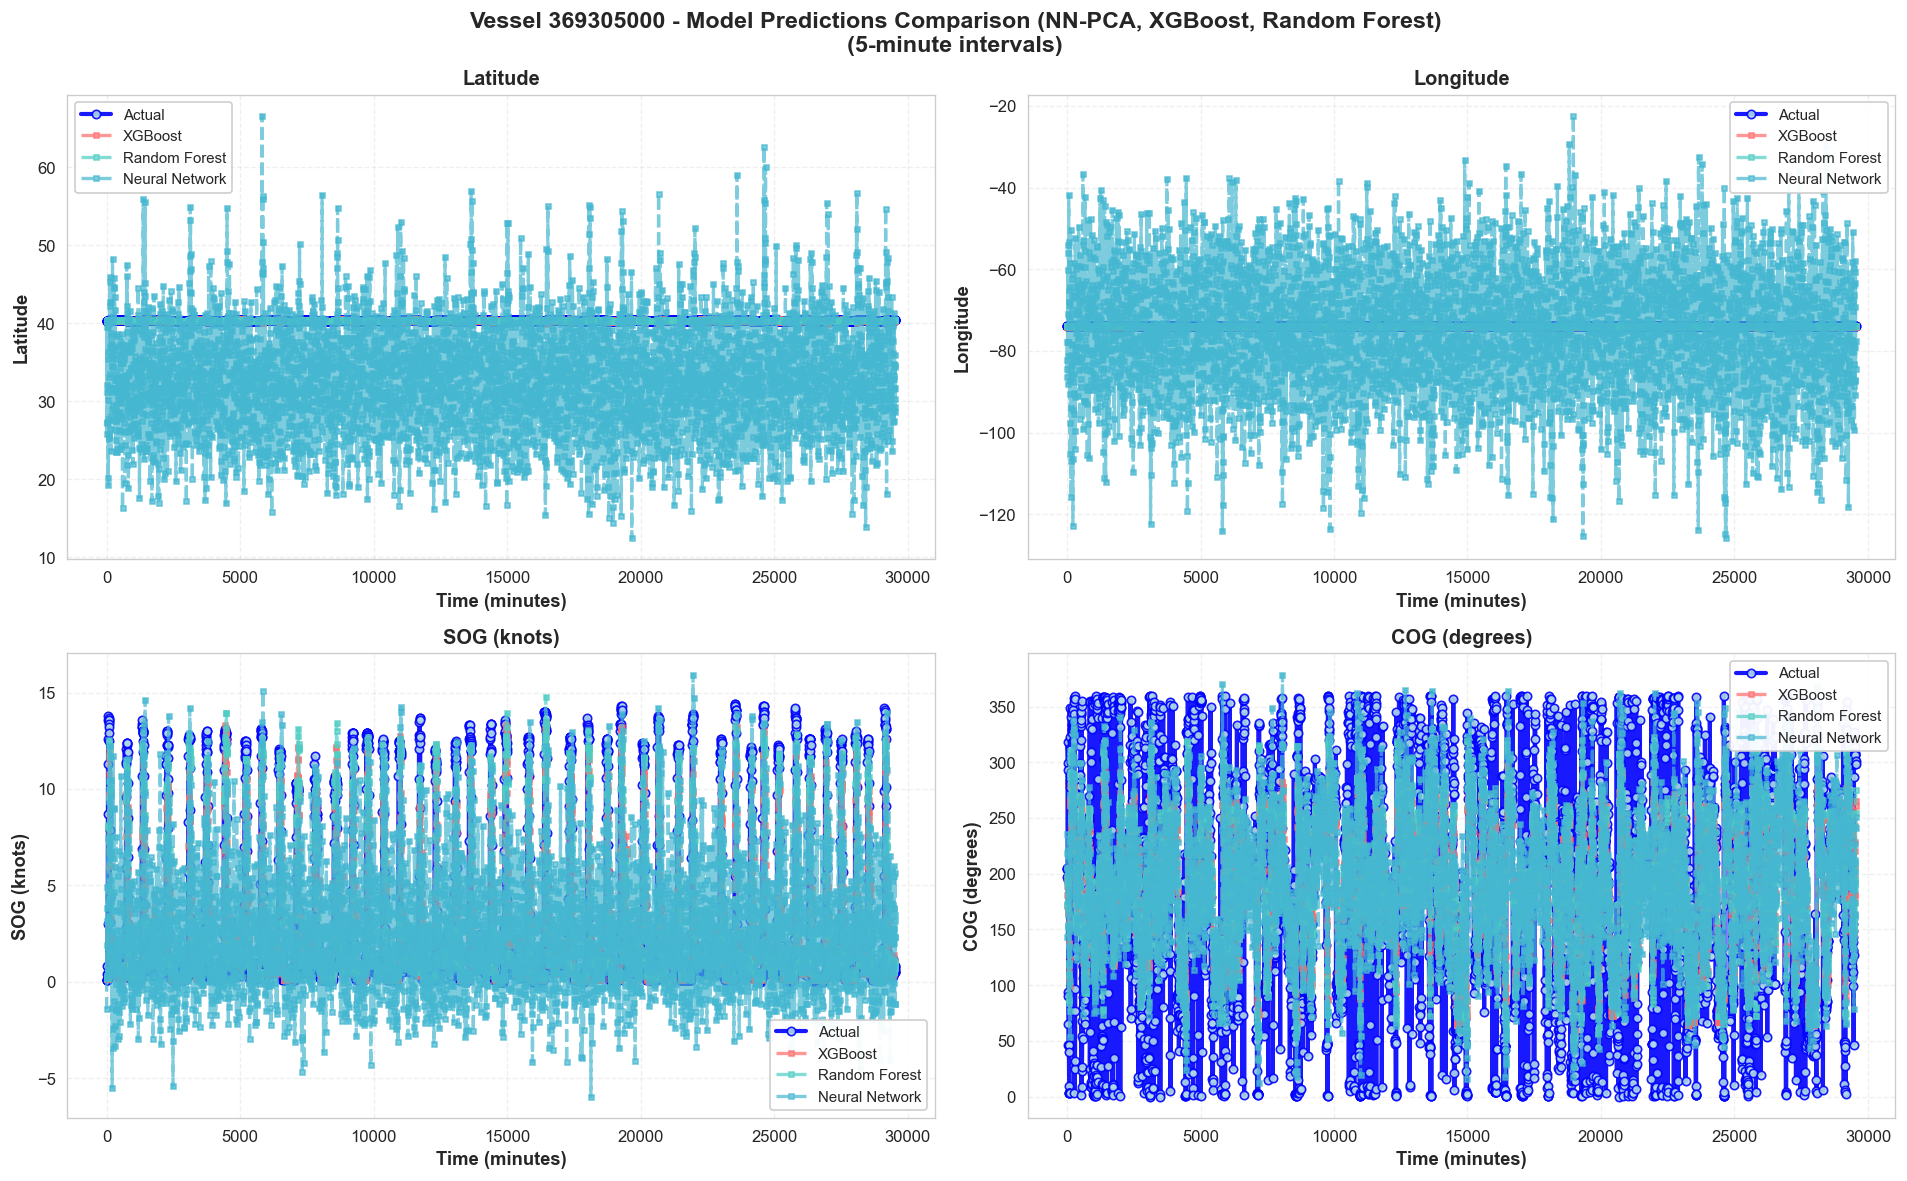 Vessel 369305000 - Model Predictions Comparison (NN-PCA, XGBoost, Random Forest)
(5-minute intervals)
Latitude
Actual
XGBoost
Random Forest
Neural Network
Latitude
60
50
40
30
20
10
0 5000 10000 15000 20000 25000 30000
Time (minutes)
Longitude
Actual
XGBoost
Random Forest
Neural Network
Longitude
−20
−40
−60
−80
−100
−120
0 5000 10000 15000 20000 25000 30000
Time (minutes)
SOG (knots)
SOG (knots)
15
10
5
0
−5
Actual
XGBoost
Random Forest
Neural Network
0 5000 10000 15000 20000 25000 30000
Time (minutes)
COG (degrees)
Actual
XGBoost
Random Forest
Neural Network
COG (degrees)
350
300
250
200
150
100
50
0
0 5000 10000 15000 20000 25000 30000
Time (minutes)